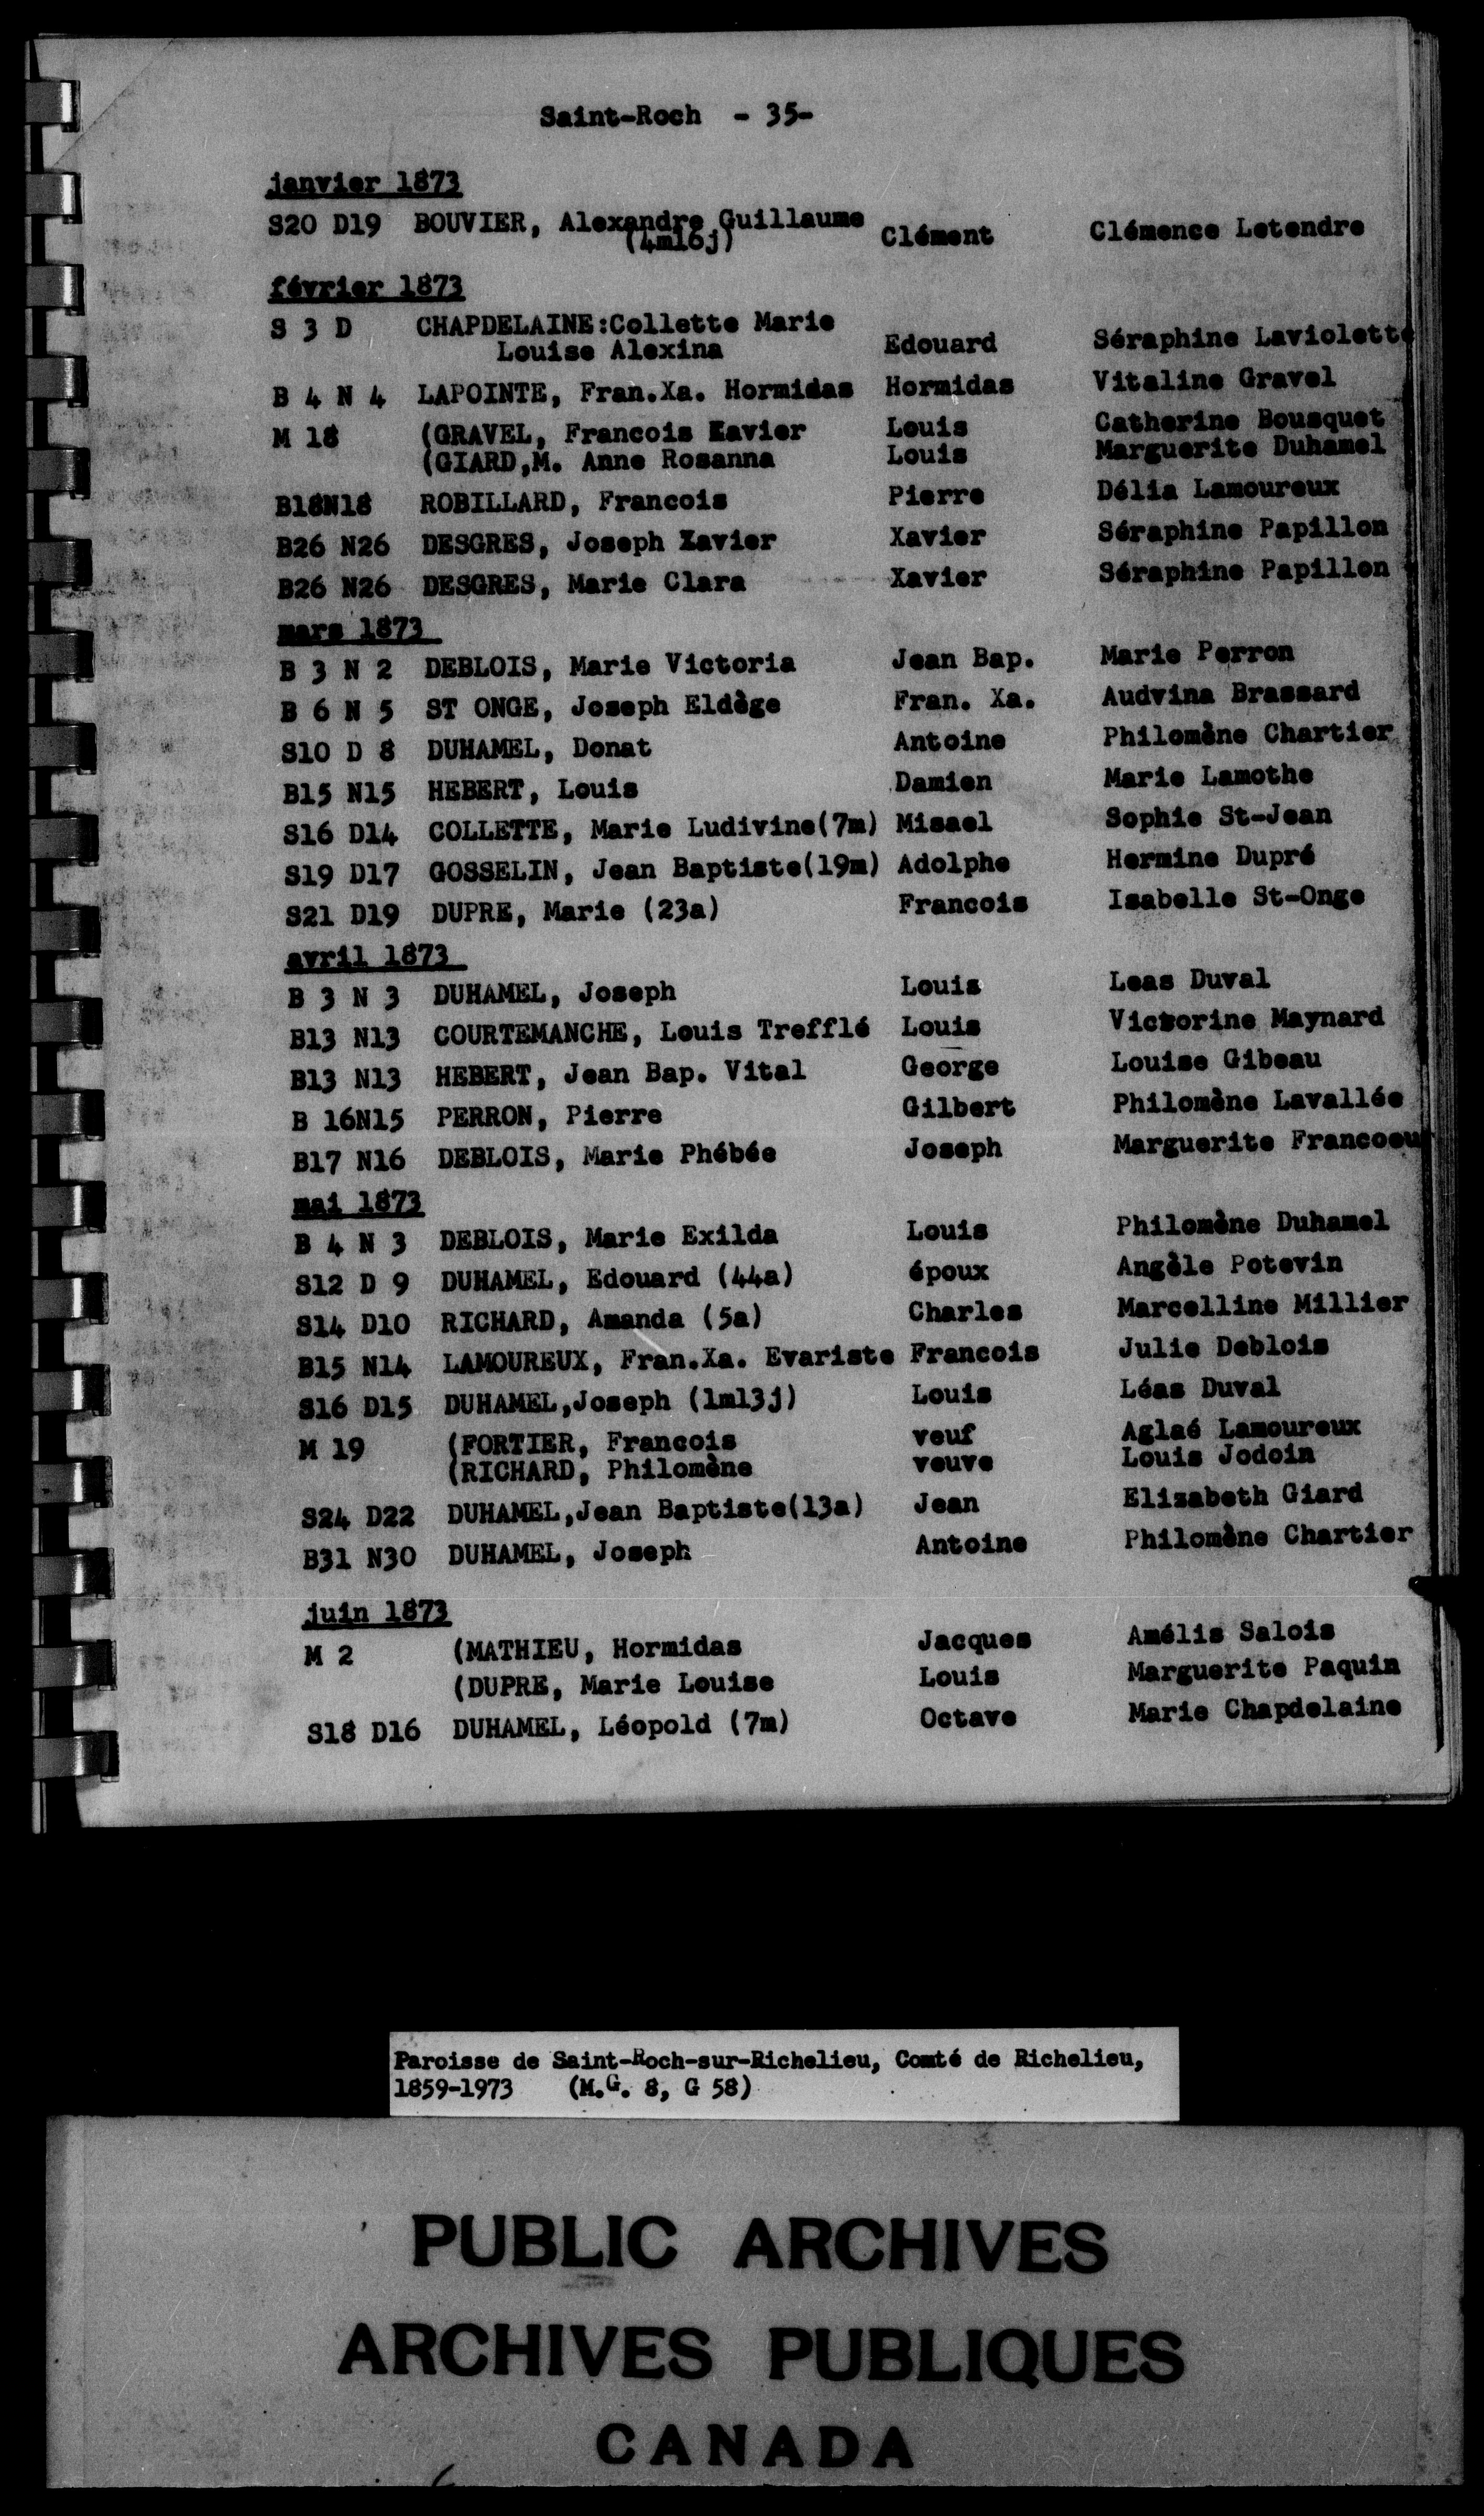 Saint-Roch - 35-
janvier 1873
S20 D19 BOUVIER, Alexandre Guillaume Clément Clémence Letendre
(4m16j)
février 1873
S 3 D CHAPDELAINE:Collette Marie
Louise Alexina Edouard Séraphine Laviolette
B 4 N 4 LAPOINTE, Fran.Xa. Hormidas Hormidas Vitaline Gravel
M 18 (GRAVEL, Francois Xavier Louis Catherine Bousquet
(GIARD,M. Anne Rosanna Louis Marguerite Duhamel
B18N18 ROBILLARD, Francois Pierre Délia Lamoureux
B26 N26 DESGRES, Joseph Xavier Xavier Séraphine Papillon
B26 N26 DESGRES, Marie Clara Xavier Séraphine Papillon
mars 1873
B 3 N 2 DEBLOIS, Marie Victoria Jean Bap. Marie Perron
B 6 N 5 ST ONGE, Joseph Eldège Fran. Xa. Audvina Brassard
S10 D 8 DUHAMEL, Donat Antoine Philomène Chartier
B15 N15 HEBERT, Louis Damien Marie Lamothe
S16 D14 COLLETTE, Marie Ludivine(7m) Misael Sophie St-Jean
S19 D17 GOSSELIN, Jean Baptiste(19m) Adolphe Hermine Dupré
S21 D19 DUPRE, Marie (23a) Francois Isabelle St-Onge
avril 1873
B 3 N 3 DUHAMEL, Joseph Louis Leas Duval
B13 N13 COURTEMANCHE, Louis Trefflé Louis Victorine Maynard
B13 N13 HEBERT, Jean Bap. Vital George Louise Gibeau
B 16N15 PERRON, Pierre Gilbert Philomène Lavallée
B17 N16 DEBLOIS, Marie Phébée Joseph Marguerite Francoeur
mai 1873
B 4 N 3 DEBLOIS, Marie Exilda Louis Philomène Duhamel
S12 D 9 DUHAMEL, Edouard (44a) époux Angèle Potevin
S14 D10 RICHARD, Amanda (5a) Charles Marcelline Millier
B15 N14 LAMOUREUX, Fran.Xa. Evariste Francois Julie Deblois
S16 D15 DUHAMEL,Joseph (1m13j) Louis Léas Duval
M 19 (FORTIER, Francois veuf Aglaé Lamoureux
(RICHARD, Philomène veuve Louis Jodoin
S24 D22 DUHAMEL,Jean Baptiste(13a) Jean Elizabeth Giard
B31 N30 DUHAMEL, Joseph Antoine Philomène Chartier
juin 1873
M 2 (MATHIEU, Hormidas Jacques Amélis Salois
(DUPRE, Marie Louise Louis Marguerite Paquin
S18 D16 DUHAMEL, Léopold (7m) Octave Marie Chapdelaine
Paroisse de Saint-Roch-sur-Richelieu, Comté de Richelieu,
1859-1973 (M.G. 8, G 58)
PUBLIC ARCHIVES
ARCHIVES PUBLIQUES
CANADA